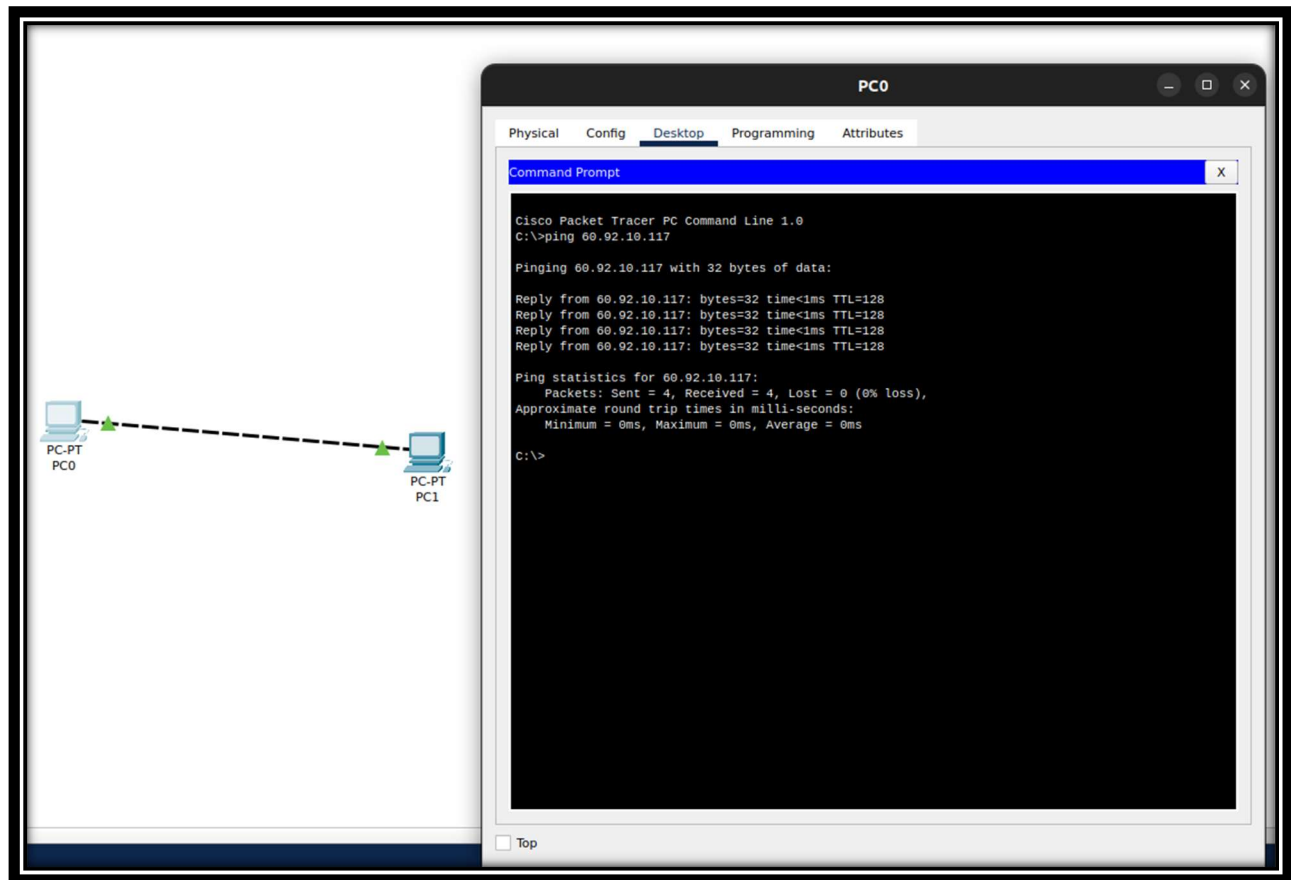 PC-PT
PC0
PC-PT
PC1
PC0
Physical Config Desktop Programming Attributes
Command Prompt
X
Cisco Packet Tracer PC Command Line 1.0
C:\>ping 60.92.10.117
Pinging 60.92.10.117 with 32 bytes of data:
Reply from 60.92.10.117: bytes=32 time<1ms TTL=128
Reply from 60.92.10.117: bytes=32 time<1ms TTL=128
Reply from 60.92.10.117: bytes=32 time<1ms TTL=128
Reply from 60.92.10.117: bytes=32 time<1ms TTL=128
Ping statistics for 60.92.10.117:
Packets: Sent = 4, Received = 4, Lost = 0 (0% loss),
Approximate round trip times in milli-seconds:
Minimum = 0ms, Maximum = 0ms, Average = 0ms
C:\>
Top